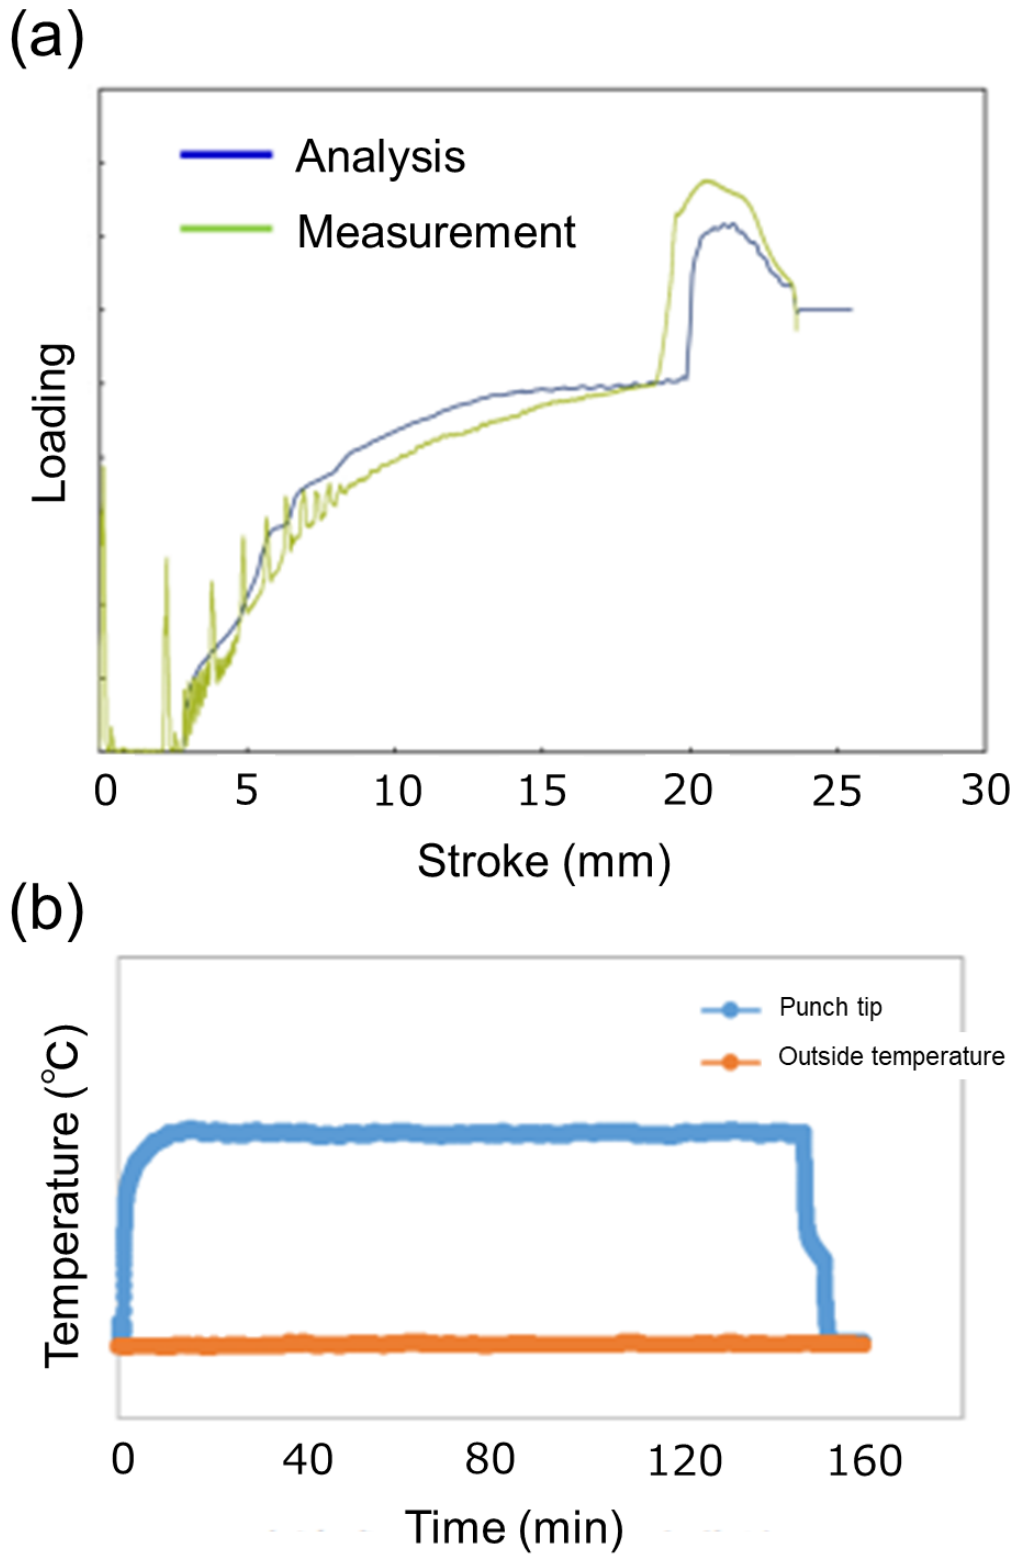 (a)
Analysis
Measurement
Loading
0 5 10 15 20 25 30
Stroke (mm)
(b)
Punch tip
Outside temperature
Temperature (°C)
0 40 80 120 160
Time (min)